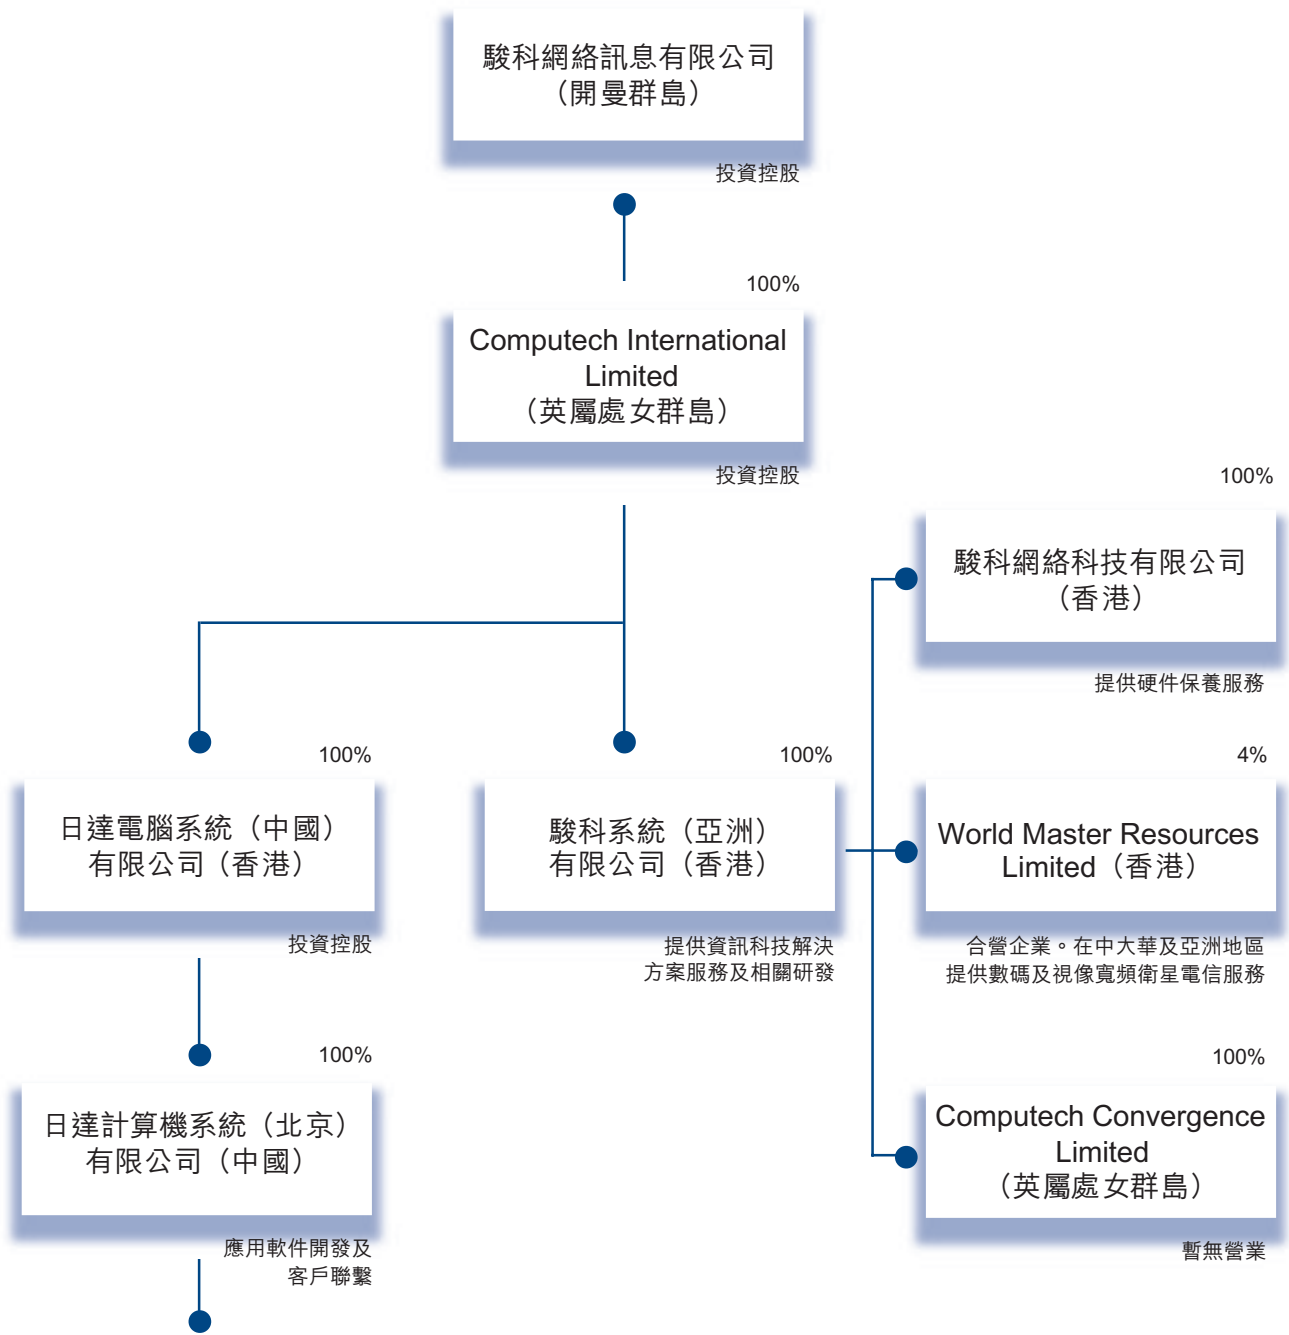 駿科網絡訊息有限公司
（開曼群島）
投資控股
100%
Computech International
Limited
（英屬處女群島）
投資控股
100%
駿科網絡科技有限公司
（香港）
提供硬件保養服務
100%
日達電腦系統（中國）
有限公司（香港）
投資控股
100%
駿科系統（亞洲）
有限公司（香港）
提供資訊科技解決
方案服務及相關研發
4%
World Master Resources
Limited（香港）
合營企業。在中大華及亞洲地區
提供數碼及視像寬頻衛星電信服務
100%
日達計算機系統（北京）
有限公司（中國）
應用軟件開發及
客戶聯繫
100%
Computech Convergence
Limited
（英屬處女群島）
暫無營業